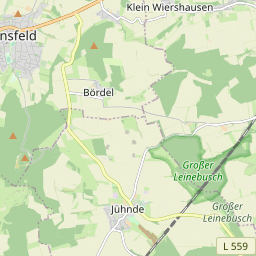 Klein Wiershausen
nsfeld
Bördel
Großer
Leinebusch
Großer
Leinebusch
Jühnde
L 559